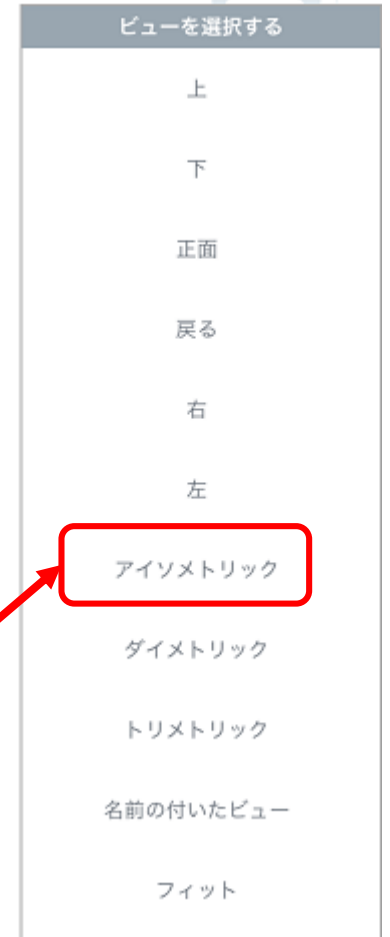 ビューを選択する
上
下
正面
戻る
右
左
アイソメトリック
ダイメトリック
トリメトリック
名前の付いたビュー
フィット